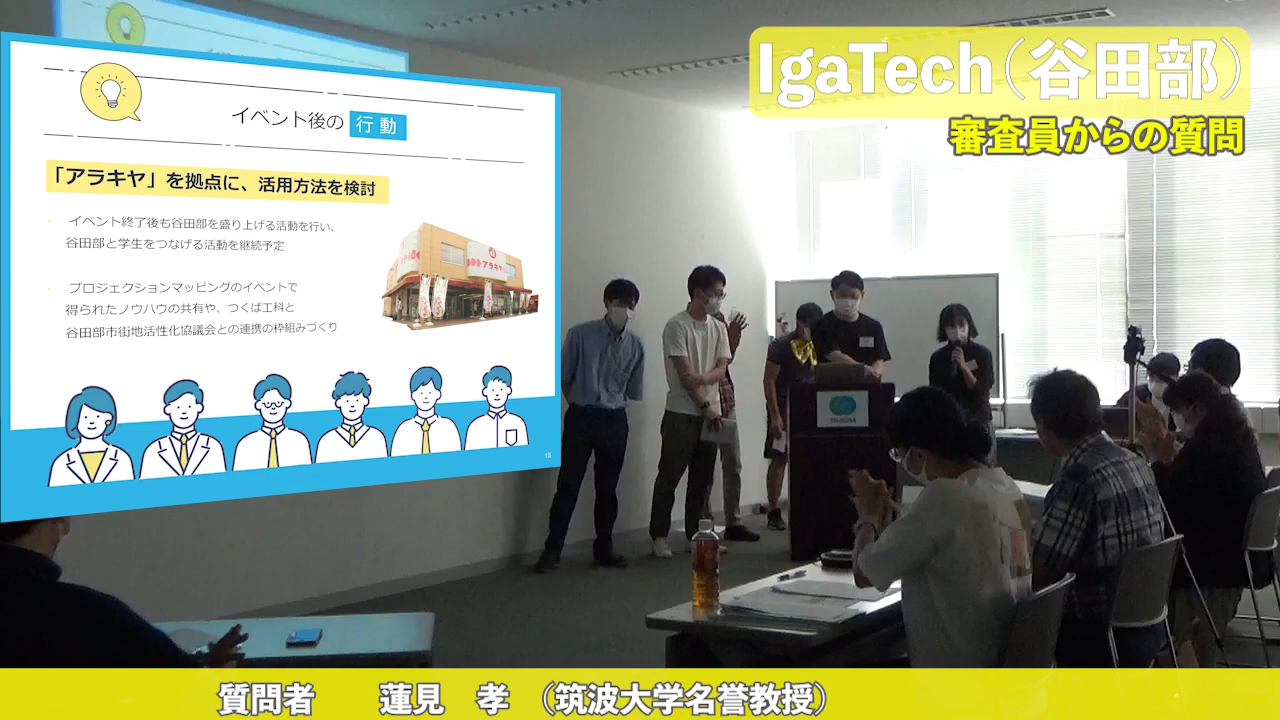 IgaTech（谷田部）
審査員からの質問
イベント後の 行動
「アラキヤ」を拠点に、活用方法を検討
・ イベント終了後も谷田部を盛り上げる活動を行い、
谷田部と学生をつなげる活動を継続予定
・ プロジェクションマッピングのイベントで
得られたノウハウの共有や、つくば工科と
谷田部市街地活性化協議会との連携の枠組みづくり
アラキヤ
13
質問者　　蓮見　孝　（筑波大学名誉教授）